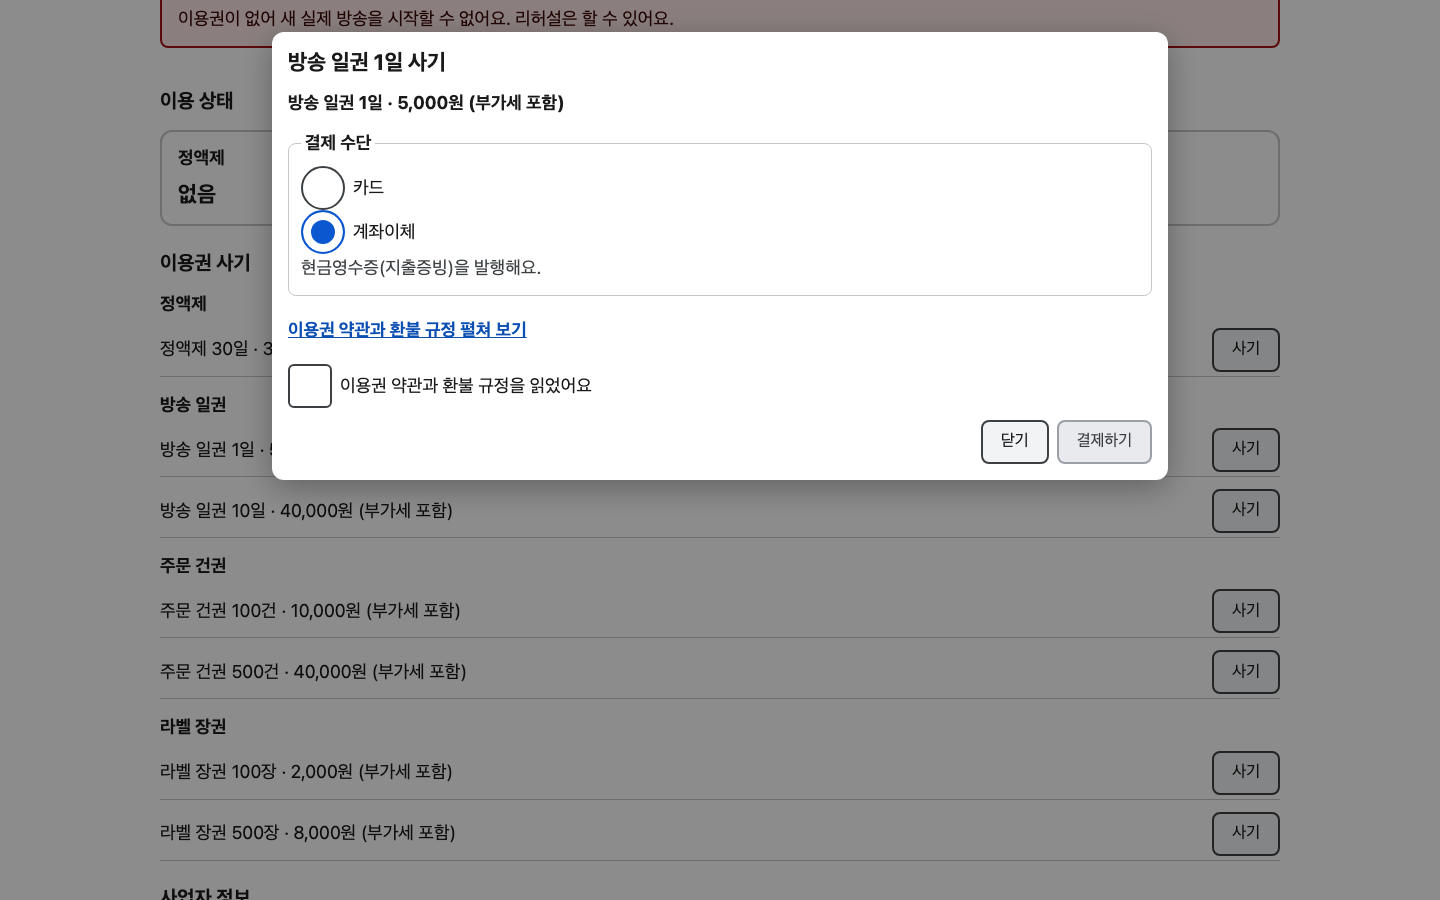 이용권이 없어 새 실제 방송을 시작할 수 없어요. 리허설은 할 수 있어요.
방송 일권 1일 사기
방송 일권 1일 · 5,000원 (부가세 포함)
결제 수단
카드
계좌이체
현금영수증(지출증빙)을 발행해요.
이용권 약관과 환불 규정 펼쳐 보기
이용권 약관과 환불 규정을 읽었어요
닫기
결제하기
이용 상태
정액제
없음
이용권 사기
정액제
정액제 30일 · 3
사기
방송 일권
방송 일권 1일 ·
사기
방송 일권 10일 · 40,000원 (부가세 포함)
사기
주문 건권
주문 건권 100건 · 10,000원 (부가세 포함)
사기
주문 건권 500건 · 40,000원 (부가세 포함)
사기
라벨 장권
라벨 장권 100장 · 2,000원 (부가세 포함)
사기
라벨 장권 500장 · 8,000원 (부가세 포함)
사기
사업자 정보